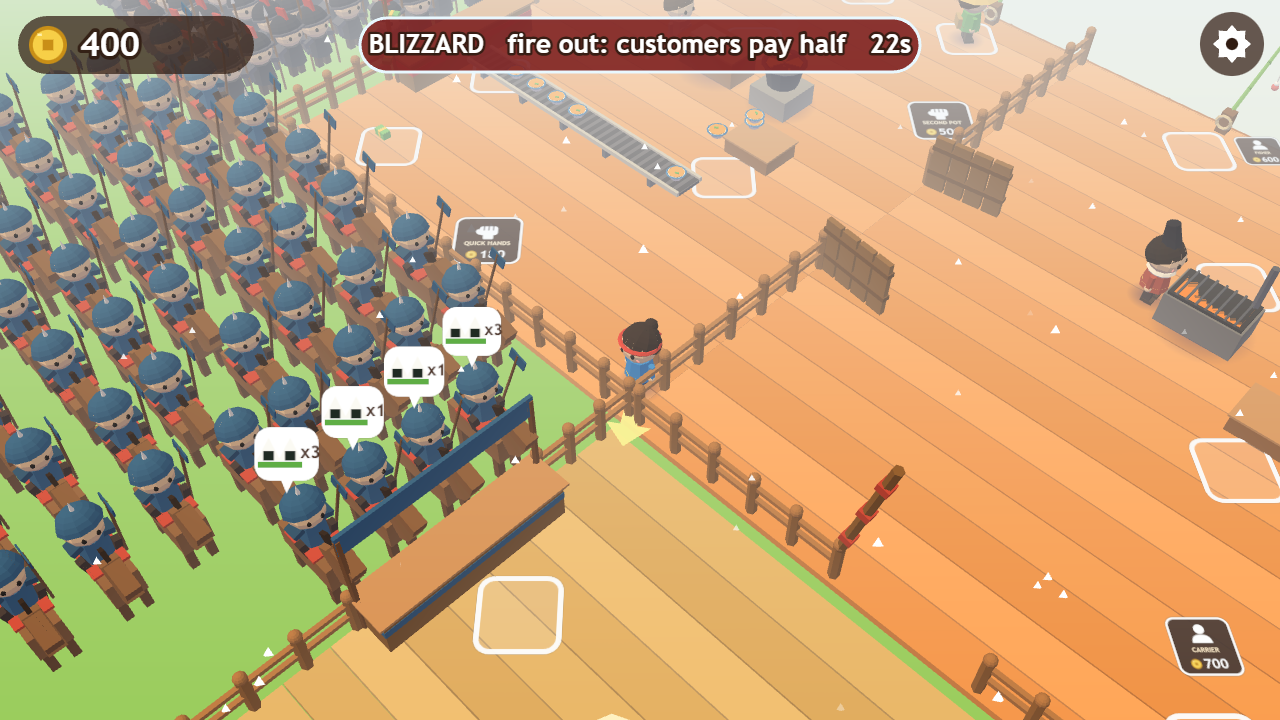 400
BLIZZARD fire out: customers pay half 22s
SECOND POT
50
600
QUICK HANDS
x3
x1
x1
x3
CARRIER
700